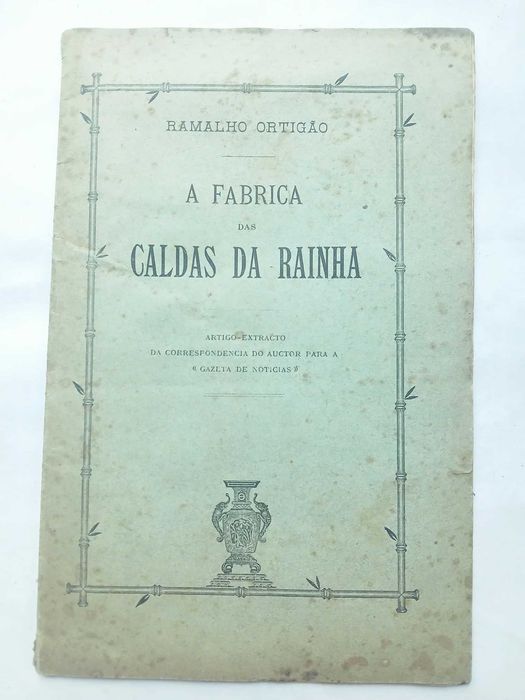 RAMALHO ORTIGÃO
A FABRICA
DAS
CALDAS DA RAINHA
ARTIGO-EXTRACTO
DA CORRESPONDENCIA DO AUCTOR PARA A
« GAZETA DE NOTICIAS »